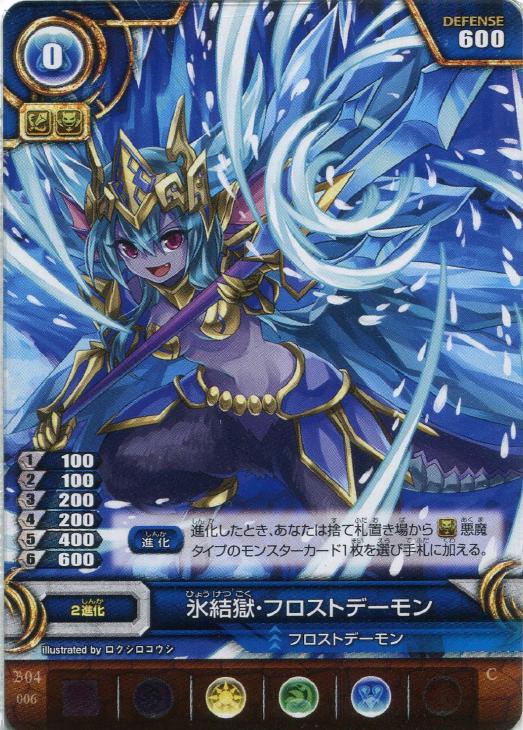 0
DEFENSE
600
1 100
2 100
3 200
4 200
5 400
6 600
進化 進化したとき、あなたは捨て札置き場から 悪魔
タイプのモンスターカード1枚を選び手札に加える。
2進化
氷結獄・フロストデーモン
フロストデーモン
illustrated by ロクシロコウシ
B04
006
C